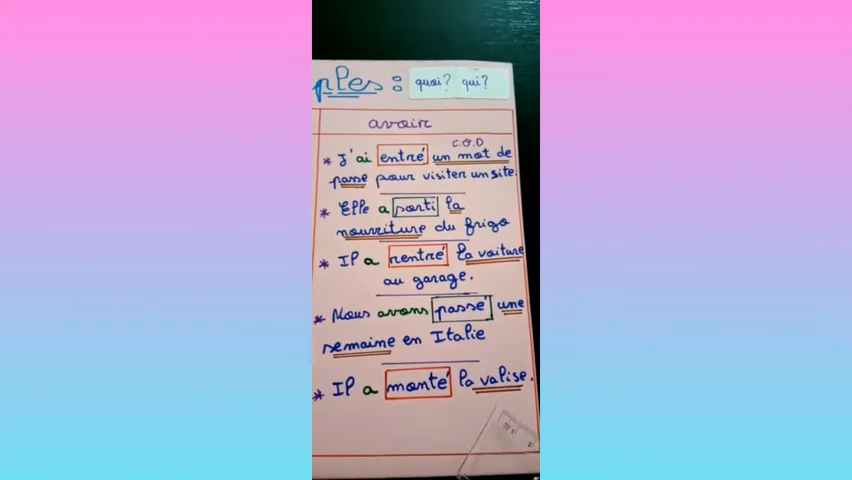 ples : quoi? qui?
avoir
C.O.D
* J'ai entré un mot de
passe pour visiter un site.
* Elle a sorti la
nourriture du frigo
* Il a rentré la voiture
au garage.
* Nous avons passé une
semaine en Italie
* Il a monté la valise.